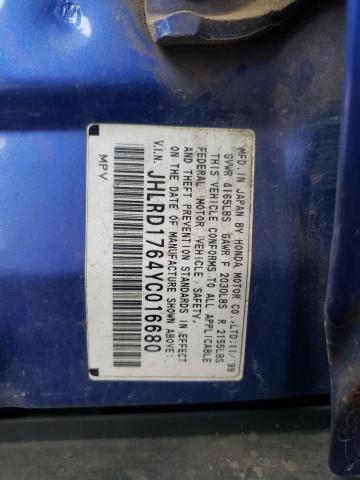 MFD. IN JAPAN BY HONDA MOTOR CO., LTD: 11/'99
GVWR 4165LBS GAWR F 2030LBS R 2155LBS
THIS VEHICLE CONFORMS TO ALL APPLICABLE
FEDERAL MOTOR VEHICLE SAFETY,
AND THEFT PREVENTION STANDARDS IN EFFECT
ON THE DATE OF MANUFACTURE SHOWN ABOVE:
V.I.N. JHLRD1764YC016680
MPV